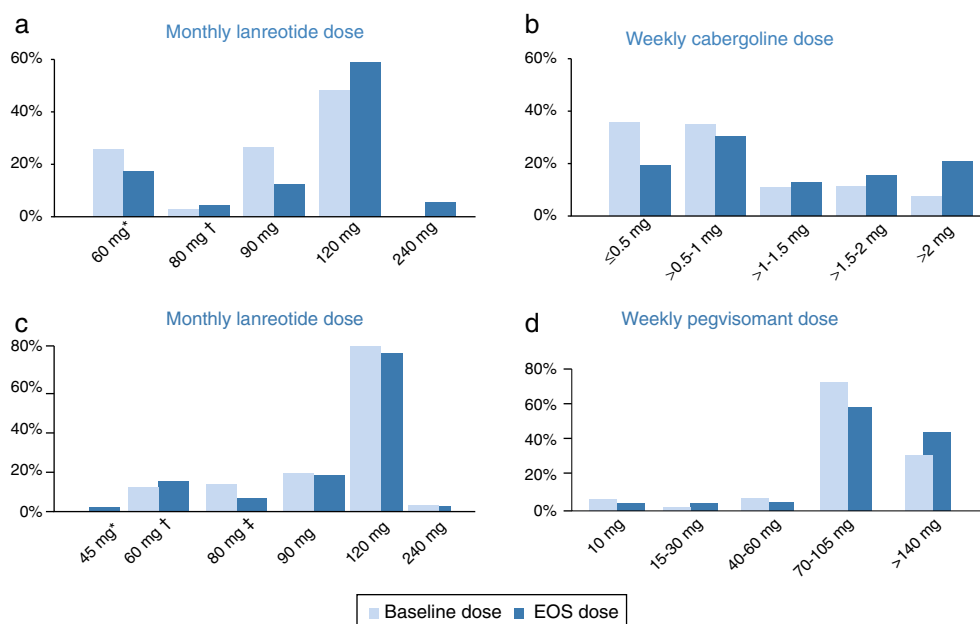 a
Monthly lanreotide dose
60%
40%
20%
0%
60 mg*
80 mg †
90 mg
120 mg
240 mg
b
Weekly cabergoline dose
60%
40%
20%
0%
≤0.5 mg
>0.5-1 mg
>1-1.5 mg
>1.5-2 mg
>2 mg
c
Monthly lanreotide dose
80%
60%
40%
20%
0%
45 mg*
60 mg †
80 mg ‡
90 mg
120 mg
240 mg
d
Weekly pegvisomant dose
80%
60%
40%
20%
0%
10 mg
15-30 mg
40-60 mg
70-105 mg
>140 mg
Baseline dose EOS dose